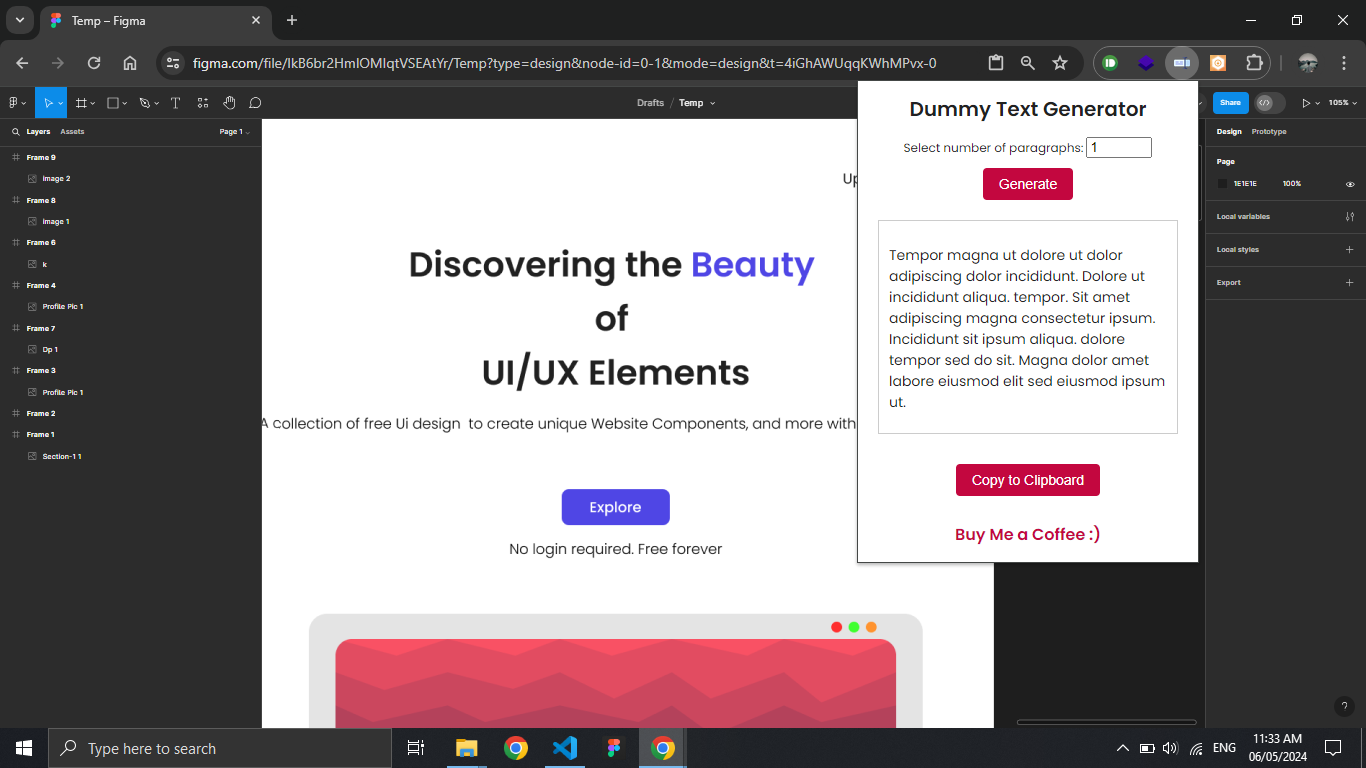 Temp – Figma
figma.com/file/IkB6br2HmlOMIqtVSEAtYr/Temp?type=design&node-id=0-1&mode=design&t=4iGhAWUqqKWhMPvx-0
Drafts / Temp
Share
105%
Layers Assets Page 1
Frame 9
image 2
Frame 8
image 1
Frame 6
k
Frame 4
Profile Pic 1
Frame 7
Dp 1
Frame 3
Profile Pic 1
Frame 2
Frame 1
Section-1 1
Up
Discovering the Beauty
of
UI/UX Elements
A collection of free Ui design to create unique Website Components, and more with
Explore
No login required. Free forever
Dummy Text Generator
Select number of paragraphs: 1
Generate
Tempor magna ut dolore ut dolor
adipiscing dolor incididunt. Dolore ut
incididunt aliqua. tempor. Sit amet
adipiscing magna consectetur ipsum.
Incididunt sit ipsum aliqua. dolore
tempor sed do sit. Magna dolor amet
labore eiusmod elit sed eiusmod ipsum
ut.
Copy to Clipboard
Buy Me a Coffee :)
Design Prototype
Page
1E1E1E 100%
Local variables
Local styles
Export
?
Type here to search
ENG
11:33 AM
06/05/2024